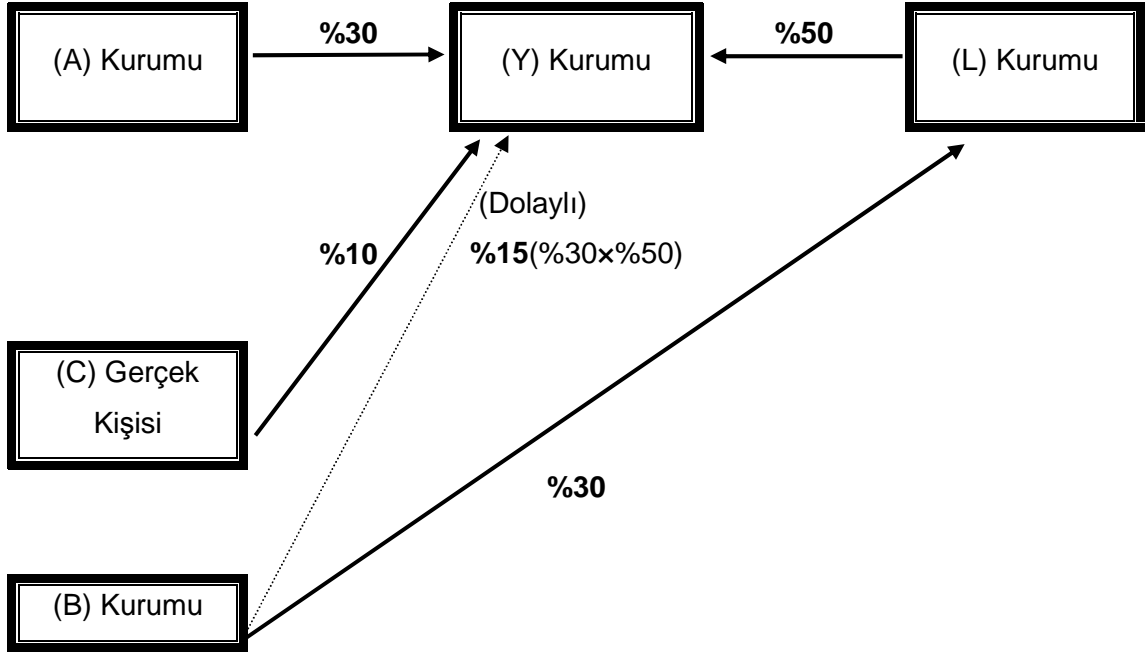 %30
%50
(A) Kurumu
(Y) Kurumu
(L) Kurumu
(Dolaylı)
%10
%15(%30×%50)
(C) Gerçek
Kişisi
%30
(B) Kurumu